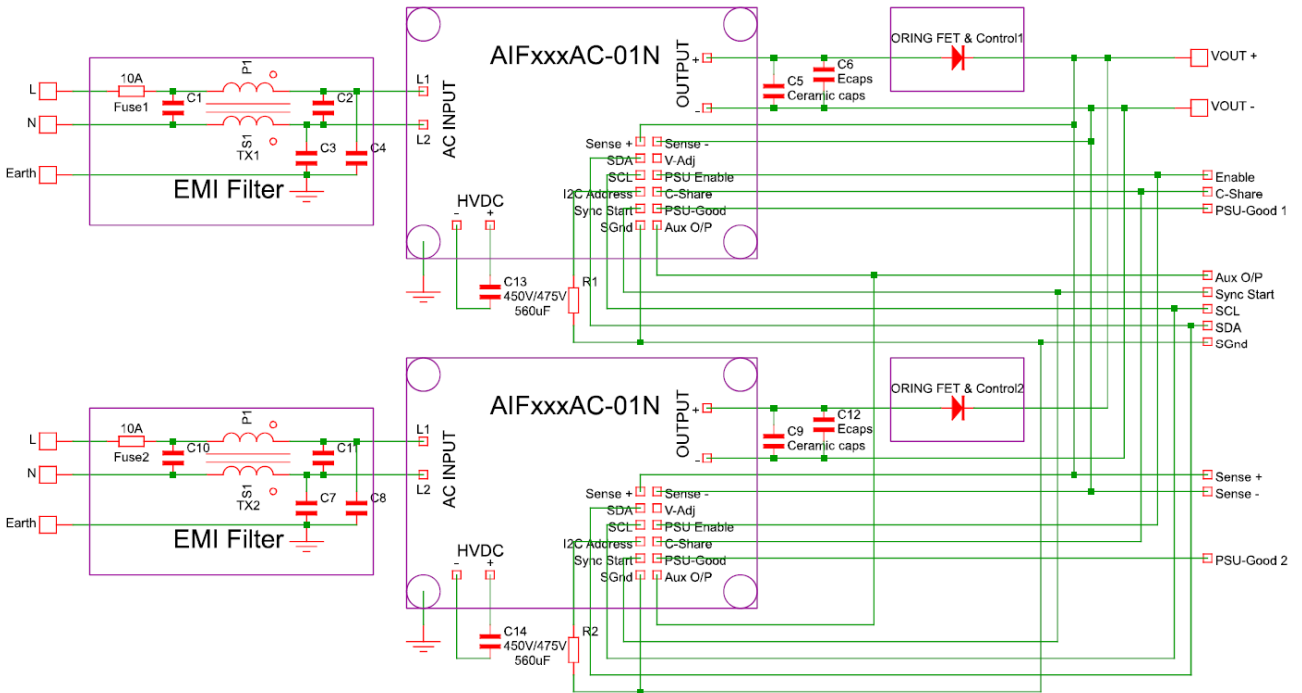 AIFxxxAC-01N
ORING FET & Control1
OUTPUT
+
-
C6
Ecaps
C5
Ceramic caps
VOUT +
VOUT -
L
10A
Fuse1
C1
P1
S1
TX1
C2
L1
N
L2
AC INPUT
C3
C4
Earth
EMI Filter
Sense +
Sense -
SDA
V-Adj
SCL
PSU Enable
I2C Address
C-Share
Sync Start
PSU-Good
SGnd
Aux O/P
Enable
C-Share
PSU-Good 1
HVDC
-
+
C13
450V/475V
560uF
R1
Aux O/P
Sync Start
SCL
SDA
SGnd
AIFxxxAC-01N
ORING FET & Control2
OUTPUT
+
-
C12
Ecaps
C9
Ceramic caps
L
10A
Fuse2
C10
P1
S1
TX2
C11
L1
N
L2
AC INPUT
C7
C8
Earth
EMI Filter
Sense +
Sense -
SDA
V-Adj
SCL
PSU Enable
I2C Address
C-Share
Sync Start
PSU-Good
SGnd
Aux O/P
Sense +
Sense -
PSU-Good 2
HVDC
-
+
C14
450V/475V
560uF
R2